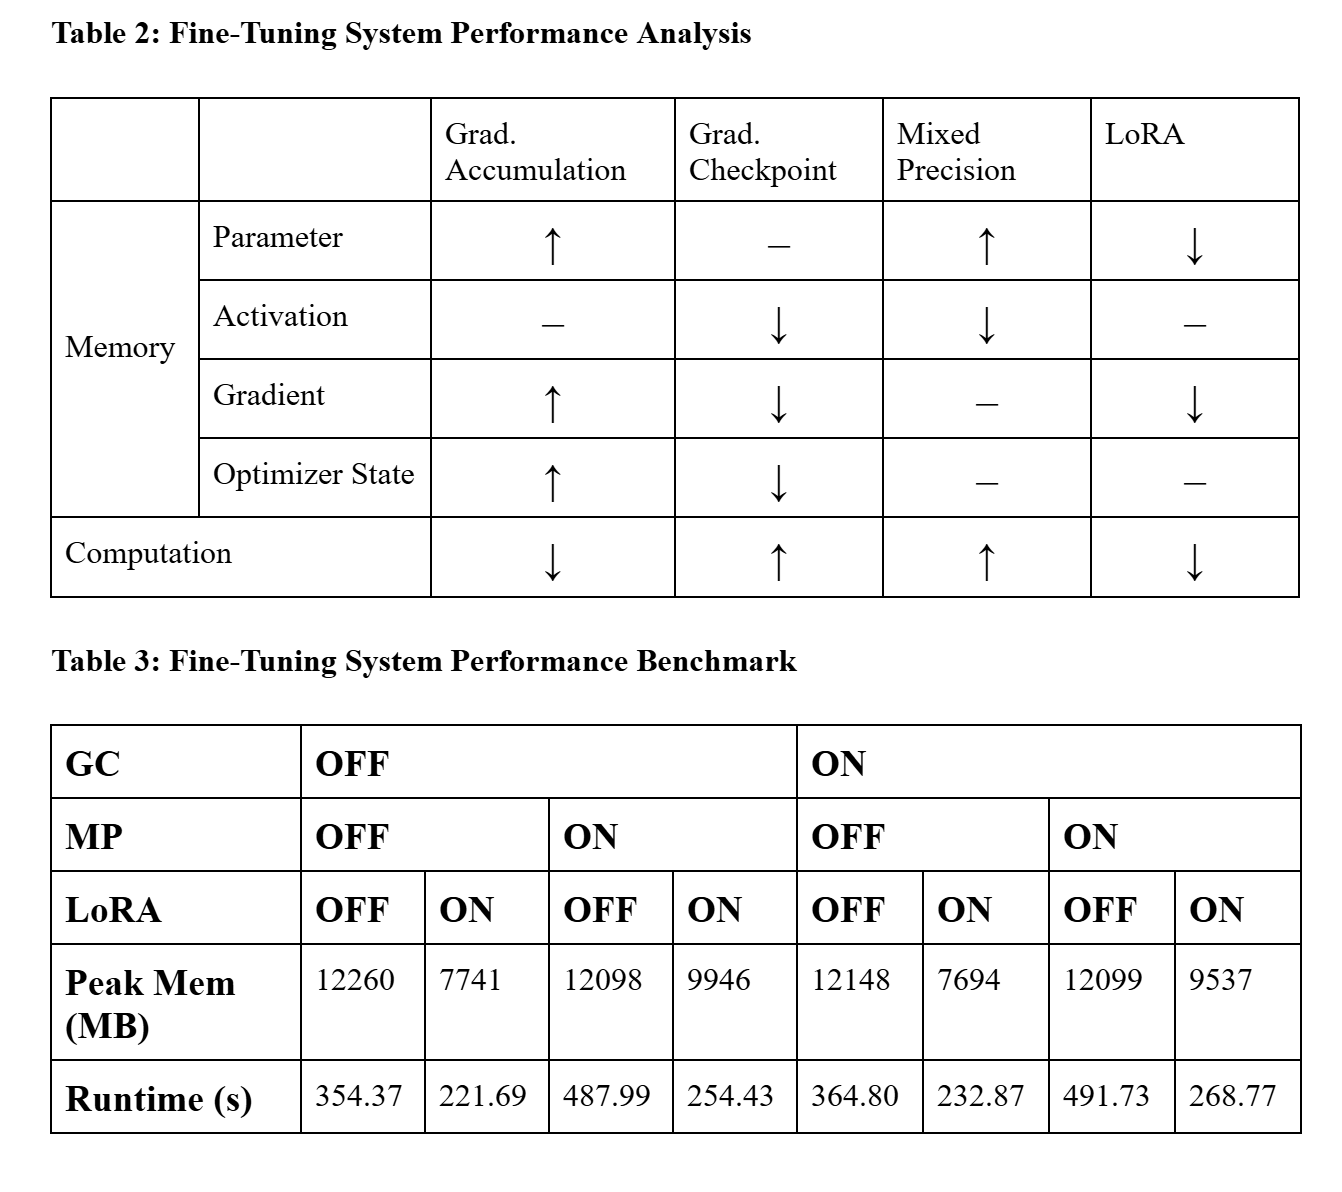 Table 2: Fine-Tuning System Performance Analysis
Grad. Accumulation Grad. Checkpoint Mixed Precision LoRA
Memory
Parameter ↑ – ↑ ↓
Activation – ↓ ↓ –
Gradient ↑ ↓ – ↓
Optimizer State ↑ ↓ – –
Computation ↓ ↑ ↑ ↓
Table 3: Fine-Tuning System Performance Benchmark
GC OFF ON
MP OFF ON OFF ON
LoRA OFF ON OFF ON OFF ON OFF ON
Peak Mem (MB) 12260 7741 12098 9946 12148 7694 12099 9537
Runtime (s) 354.37 221.69 487.99 254.43 364.80 232.87 491.73 268.77